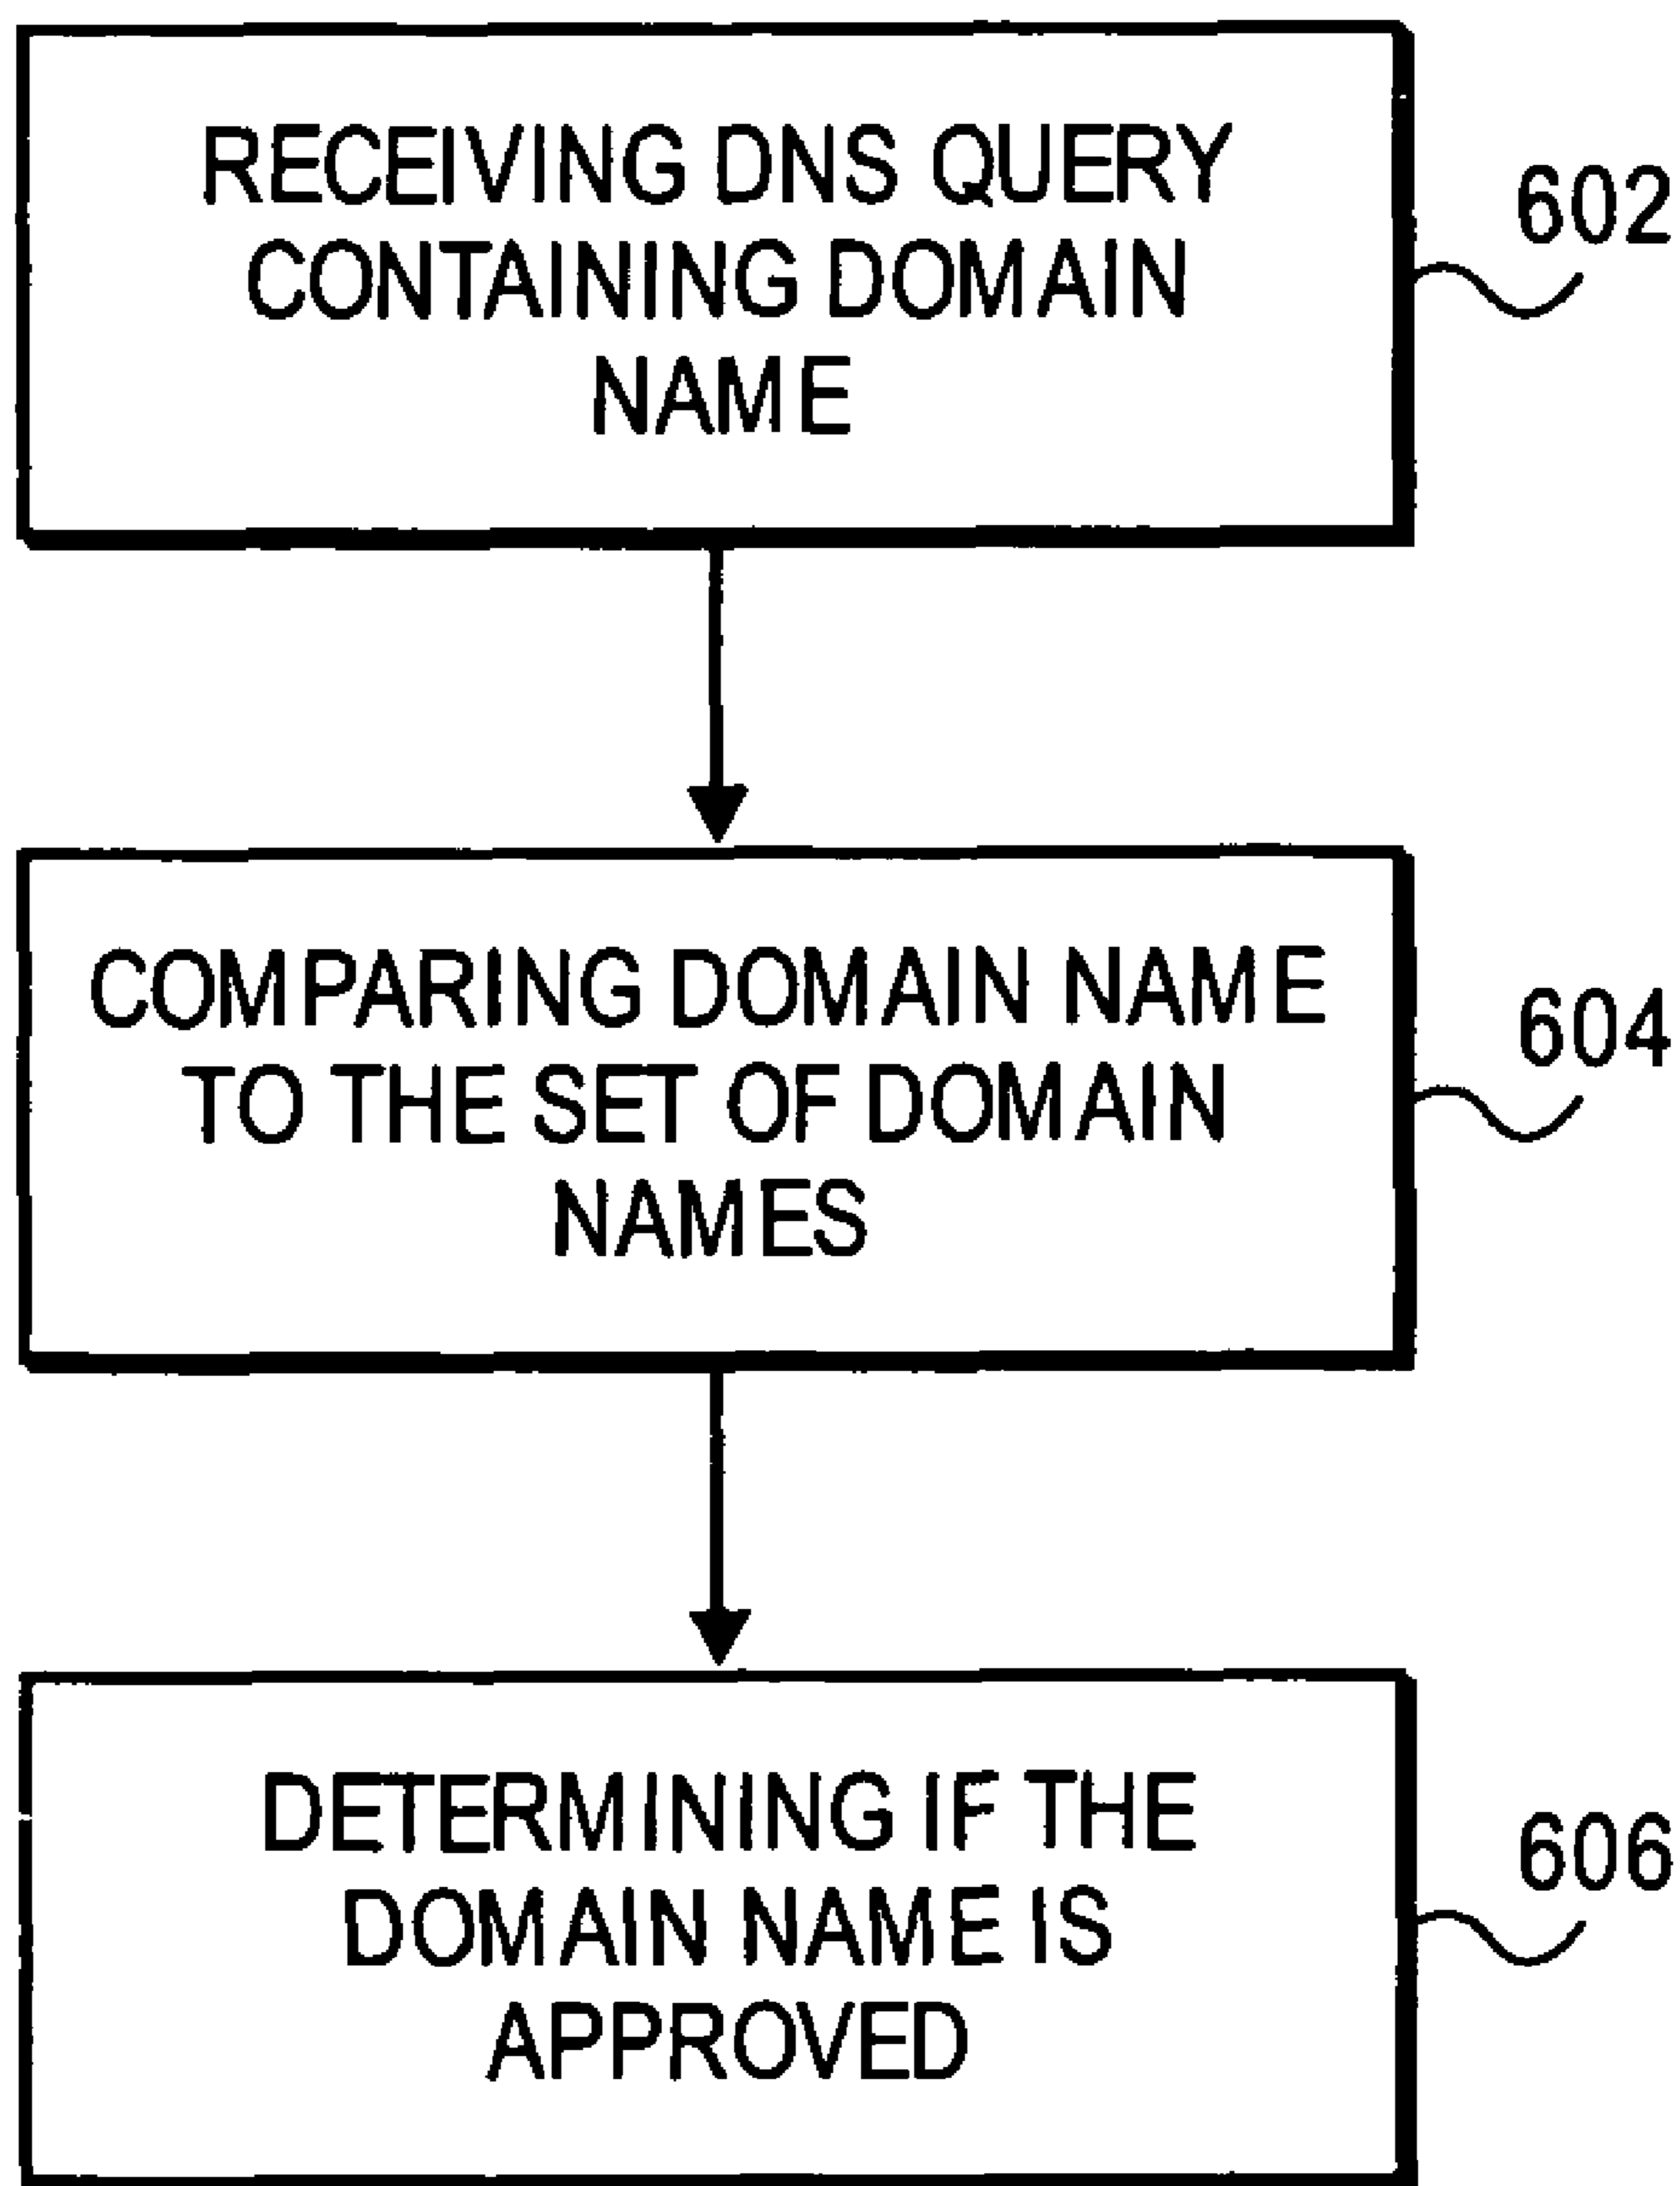 RECEIVING DNS QUERY
CONTAINING DOMAIN
NAME
602
COMPARING DOMAIN NAME
TO THE SET OF DOMAIN
NAMES
604
DETERMINING IF THE
DOMAIN NAME IS
APPROVED
606